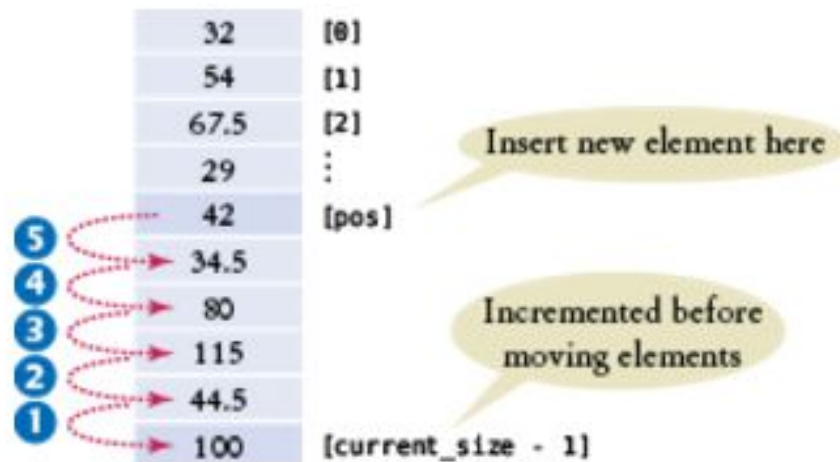 32 [0]
54 [1]
67.5 [2]
Insert new element here
29 ⋮
42 [pos]
5
34.5
4
80
3
115
Incremented before
moving elements
2
44.5
1
100 [current_size - 1]